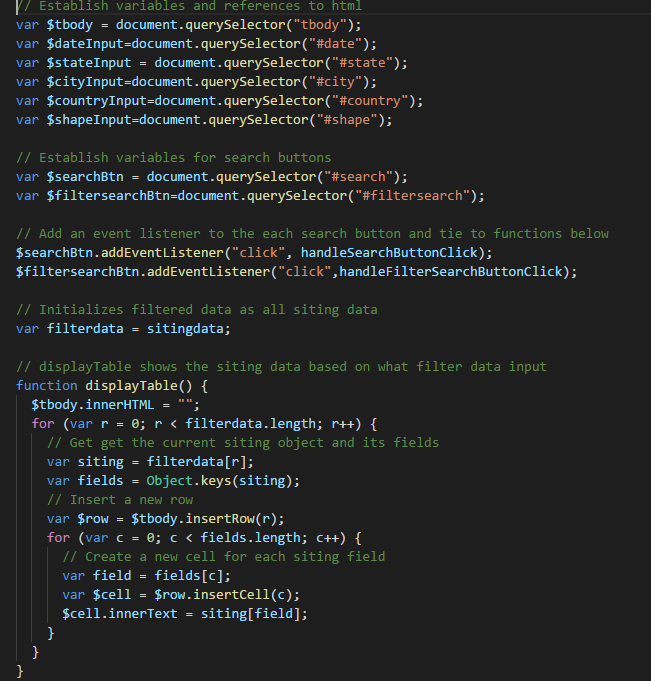 // Establish variables and references to html
var $tbody = document.querySelector("tbody");
var $dateInput=document.querySelector("#date");
var $stateInput = document.querySelector("#state");
var $cityInput=document.querySelector("#city");
var $countryInput=document.querySelector("#country");
var $shapeInput=document.querySelector("#shape");

// Establish variables for search buttons
var $searchBtn = document.querySelector("#search");
var $filtersearchBtn=document.querySelector("#filtersearch");

// Add an event listener to the each search button and tie to functions below
$searchBtn.addEventListener("click", handleSearchButtonClick);
$filtersearchBtn.addEventListener("click",handleFilterSearchButtonClick);

// Initializes filtered data as all siting data
var filterdata = sitingdata;

// displayTable shows the siting data based on what filter data input
function displayTable() {
  $tbody.innerHTML = "";
  for (var r = 0; r < filterdata.length; r++) {
    // Get get the current siting object and its fields
    var siting = filterdata[r];
    var fields = Object.keys(siting);
    // Insert a new row
    var $row = $tbody.insertRow(r);
    for (var c = 0; c < fields.length; c++) {
      // Create a new cell for each siting field
      var field = fields[c];
      var $cell = $row.insertCell(c);
      $cell.innerText = siting[field];
    }
  }
}